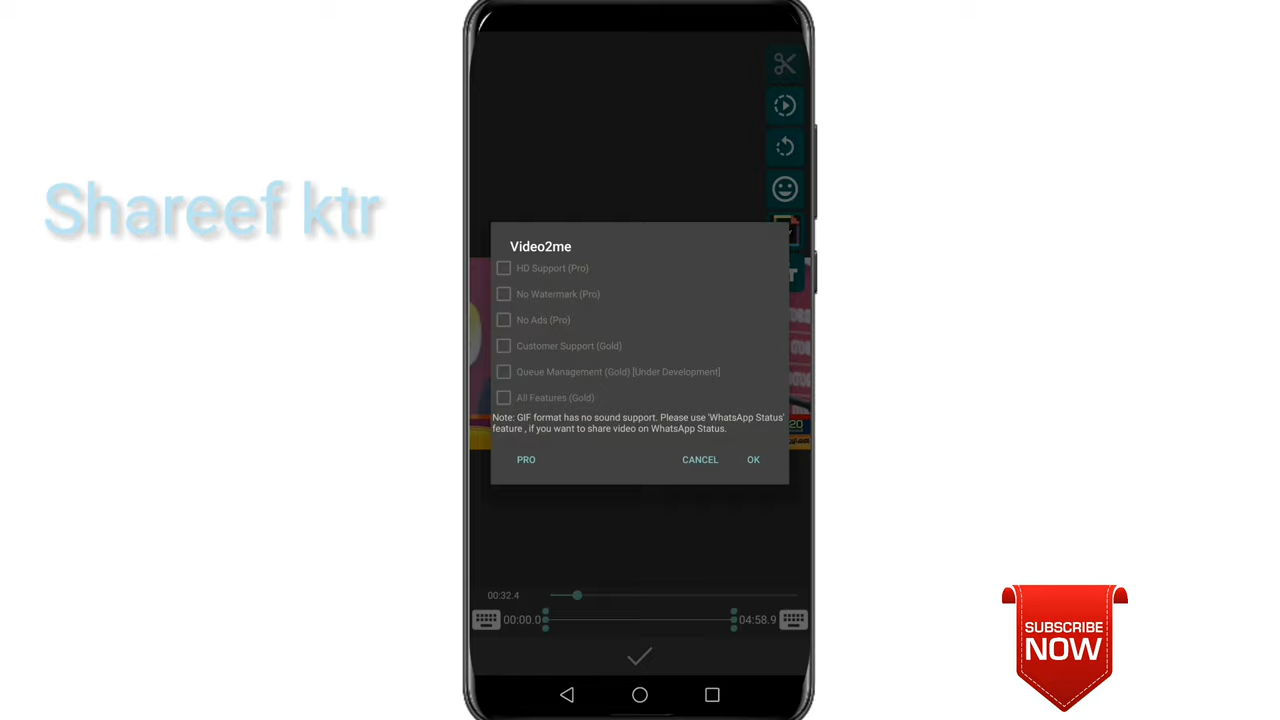 Shareef ktr
Video2me
HD Support (Pro)
No Watermark (Pro)
No Ads (Pro)
Customer Support (Gold)
Queue Management (Gold) [Under Development]
All Features (Gold)
Note: GIF format has no sound support. Please use 'WhatsApp Status'
feature , if you want to share video on WhatsApp Status.
PRO CANCEL OK
00:32.4
00:00.0 04:58.9
SUBSCRIBE
NOW